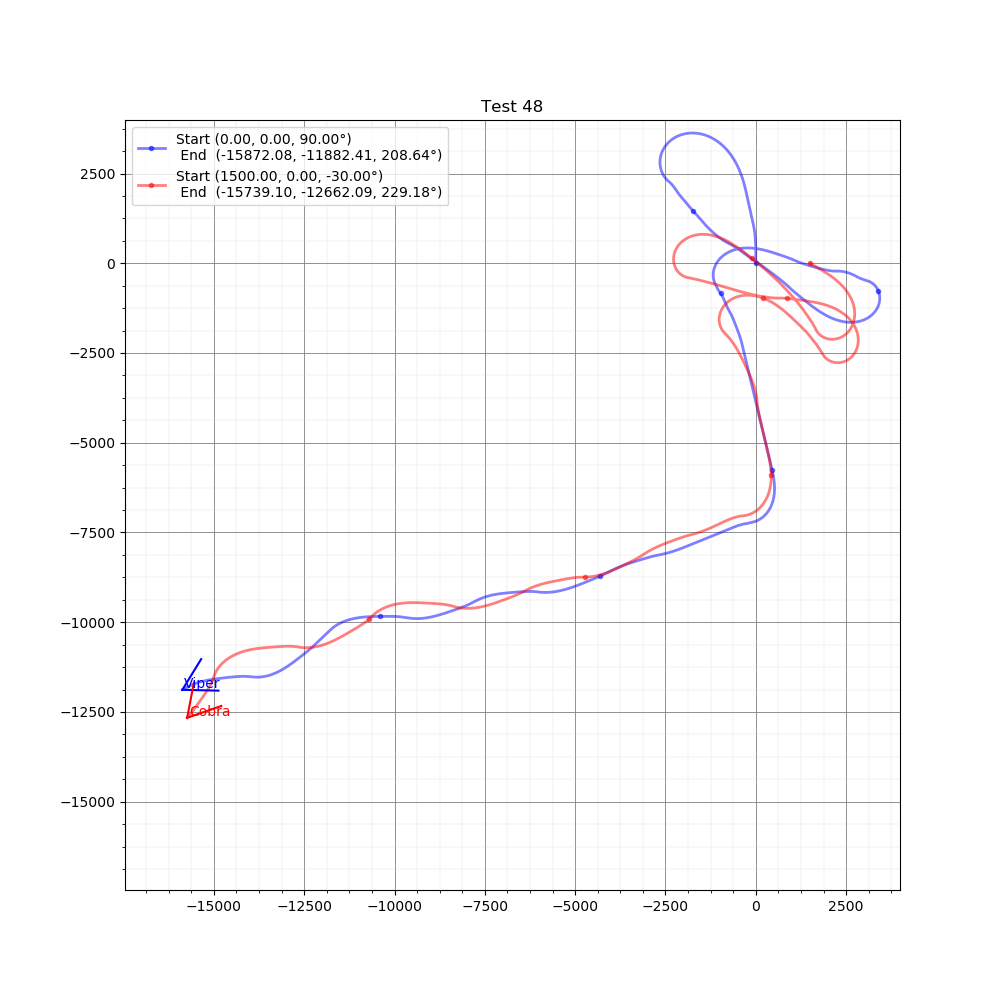 Test 48
Start (0.00, 0.00, 90.00°)
End  (-15872.08, -11882.41, 208.64°)
Start (1500.00, 0.00, -30.00°)
End  (-15739.10, -12662.09, 229.18°)
2500
0
−2500
−5000
−7500
−10000
−12500
−15000
Viper
Cobra
−15000 −12500 −10000 −7500 −5000 −2500 0 2500